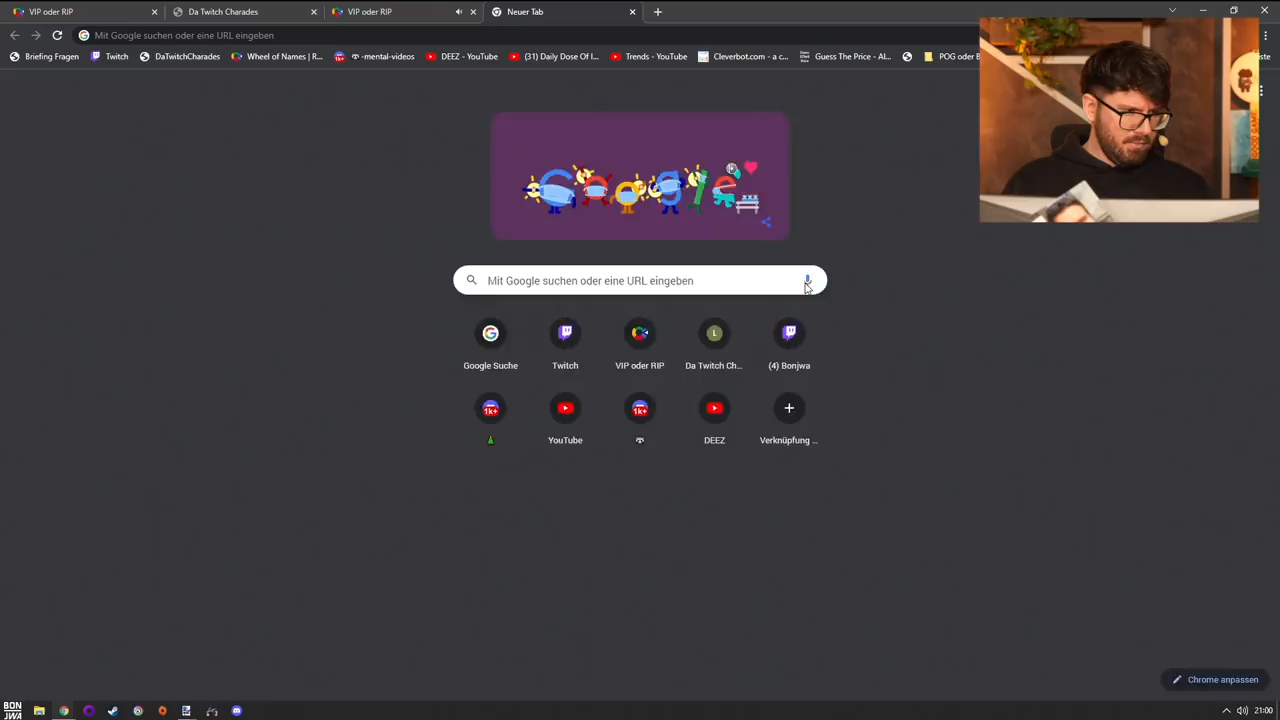 VIP oder RIP
Da Twitch Charades
VIP oder RIP
Neuer Tab
Mit Google suchen oder eine URL eingeben
Briefing Fragen
Twitch
DaTwitchCharades
Wheel of Names | R...
-mental-videos
DEEZ - YouTube
(31) Daily Dose Of I...
Trends - YouTube
Cleverbot.com - a c...
Guess The Price - Al...
POG oder B
Google
Mit Google suchen oder eine URL eingeben
Google Suche
Twitch
VIP oder RIP
L
Da Twitch Ch...
(4) Bonjwa
1K+
YouTube
1K+
DEEZ
Verknüpfung ...
Chrome anpassen
BON
JWA
21:00